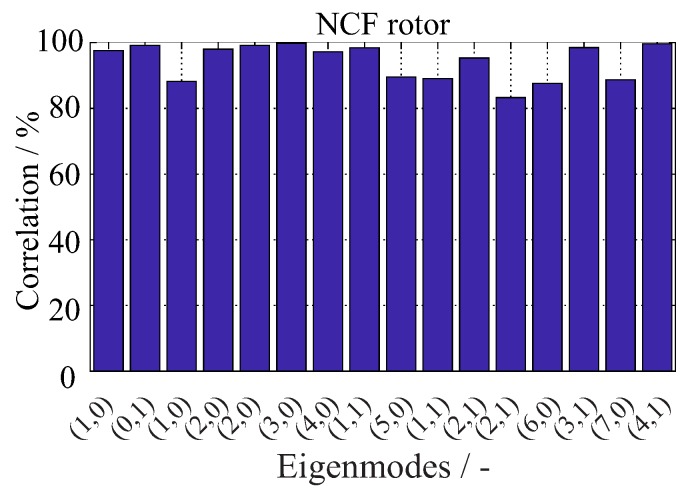 NCF rotor
100
80
60
40
20
0
Correlation / %
(1,0) (0,1) (1,0) (2,0) (2,0) (3,0) (4,0) (1,1) (5,0) (1,1) (2,1) (2,1) (6,0) (3,1) (7,0) (4,1)
Eigenmodes / -